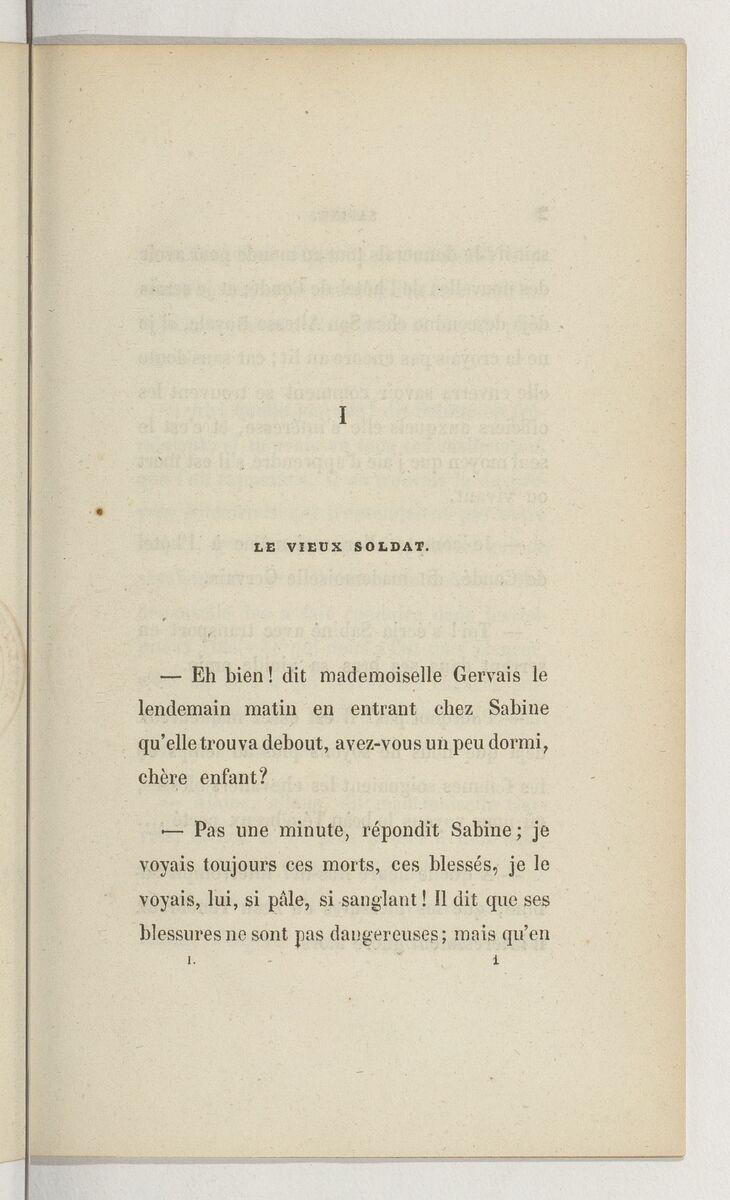 I
LE VIEUX SOLDAT.
— Eh bien! dit mademoiselle Gervais le
lendemain matin en entrant chez Sabine
qu'elle trouva debout, avez-vous un peu dormi,
chère enfant?
— Pas une minute, répondit Sabine; je
voyais toujours ces morts, ces blessés, je le
voyais, lui, si pâle, si sanglant! Il dit que ses
blessures ne sont pas dangereuses; mais qu'en
I. 1